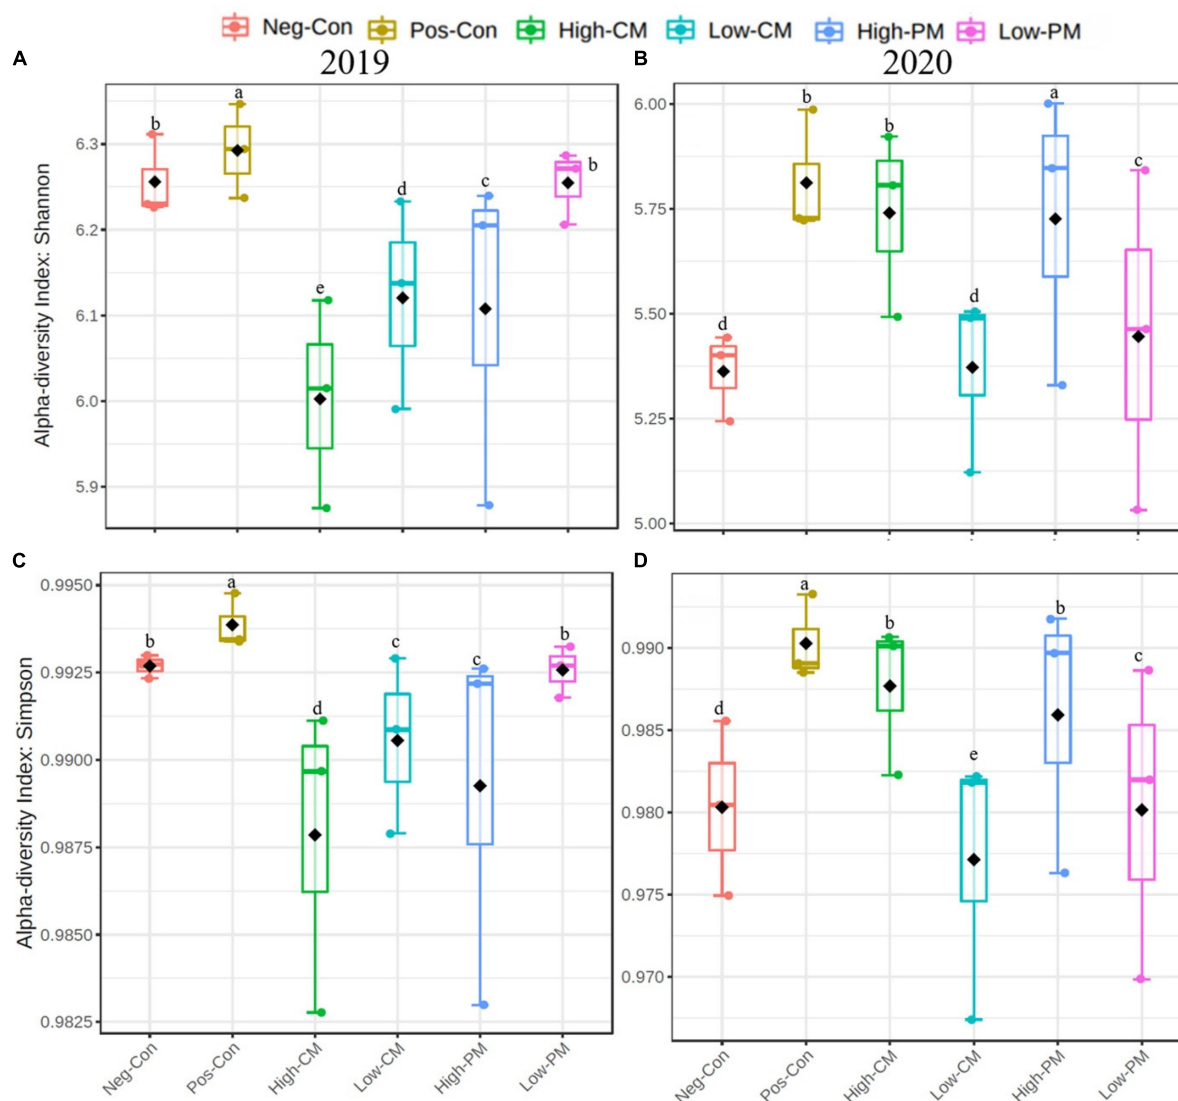 Neg-Con Pos-Con High-CM Low-CM High-PM Low-PM
A 2019 B 2020
Alpha-diversity Index: Shannon
6.3
6.2
6.1
6.0
5.9
b
a
e
d
c
b
6.00
5.75
5.50
5.25
5.00
d
b
b
d
a
c
C
Alpha-diversity Index: Simpson
0.9950
0.9925
0.9900
0.9875
0.9850
0.9825
b
a
d
c
c
b
Neg-Con
Pos-Con
High-CM
Low-CM
High-PM
Low-PM
D
0.990
0.985
0.980
0.975
0.970
d
a
b
e
b
c
Neg-Con
Pos-Con
High-CM
Low-CM
High-PM
Low-PM